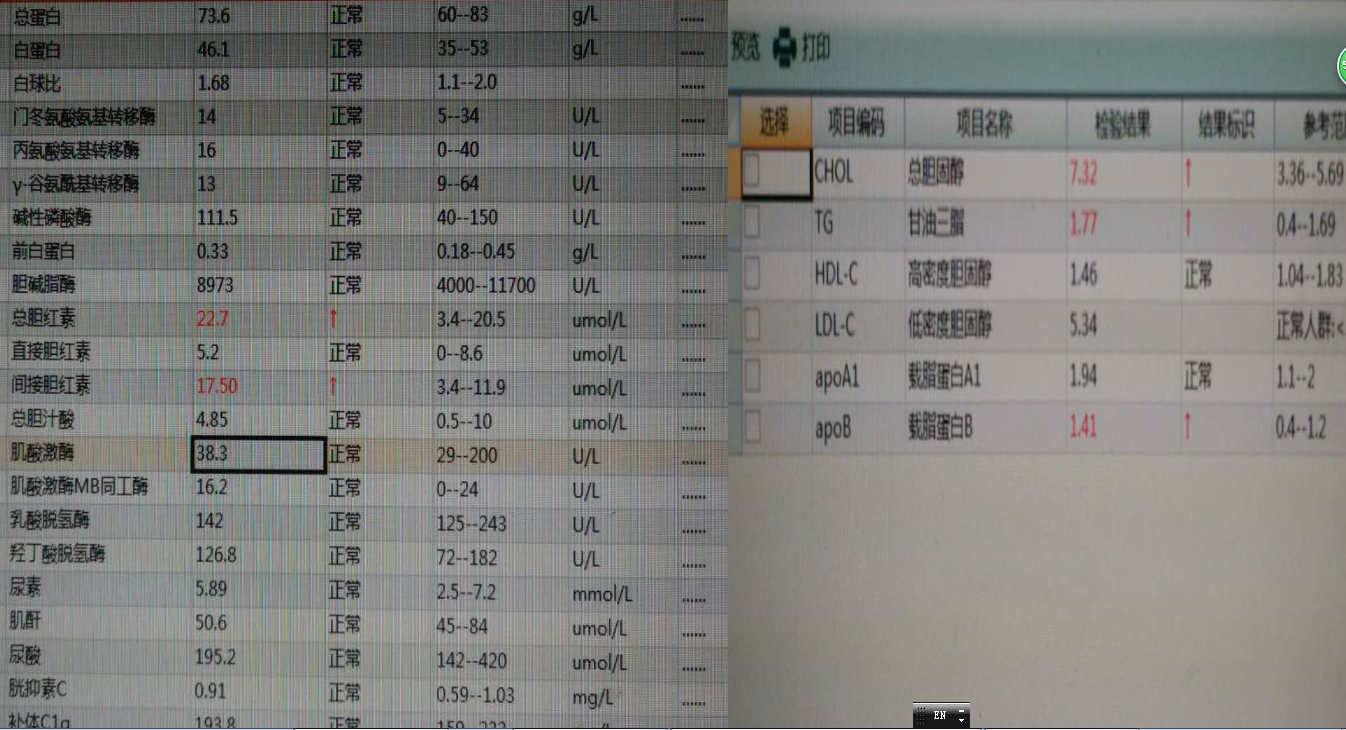 总蛋白 73.6 正常 60--83 g/L ......
白蛋白 46.1 正常 35--53 g/L ......
白球比 1.68 正常 1.1--2.0 ......
门冬氨酸氨基转移酶 14 正常 5--34 U/L ......
丙氨酸氨基转移酶 16 正常 0--40 U/L ......
γ-谷氨酰基转移酶 13 正常 9--64 U/L ......
碱性磷酸酶 111.5 正常 40--150 U/L ......
前白蛋白 0.33 正常 0.18--0.45 g/L ......
胆碱脂酶 8973 正常 4000--11700 U/L ......
总胆红素 22.7 ↑ 3.4--20.5 umol/L ......
直接胆红素 5.2 正常 0--8.6 umol/L ......
间接胆红素 17.50 ↑ 3.4--11.9 umol/L ......
总胆汁酸 4.85 正常 0.5--10 umol/L ......
肌酸激酶 38.3 正常 29--200 U/L ......
肌酸激酶MB同工酶 16.2 正常 0--24 U/L ......
乳酸脱氢酶 142 正常 125--243 U/L ......
羟丁酸脱氢酶 126.8 正常 72--182 U/L ......
尿素 5.89 正常 2.5--7.2 mmol/L ......
肌酐 50.6 正常 45--84 umol/L ......
尿酸 195.2 正常 142--420 umol/L ......
胱抑素C 0.91 正常 0.59--1.03 mg/L ......
补体C1q 193.8 正常
预览 打印
选择 项目编码 项目名称 检验结果 结果标识 参考范
CHOL 总胆固醇 7.32 ↑ 3.36--5.69
TG 甘油三脂 1.77 ↑ 0.4--1.69
HDL-C 高密度胆固醇 1.46 正常 1.04--1.83
LDL-C 低密度胆固醇 5.34 正常人群:<
apoA1 载脂蛋白A1 1.94 正常 1.1--2
apoB 载脂蛋白B 1.41 ↑ 0.4--1.2
EN